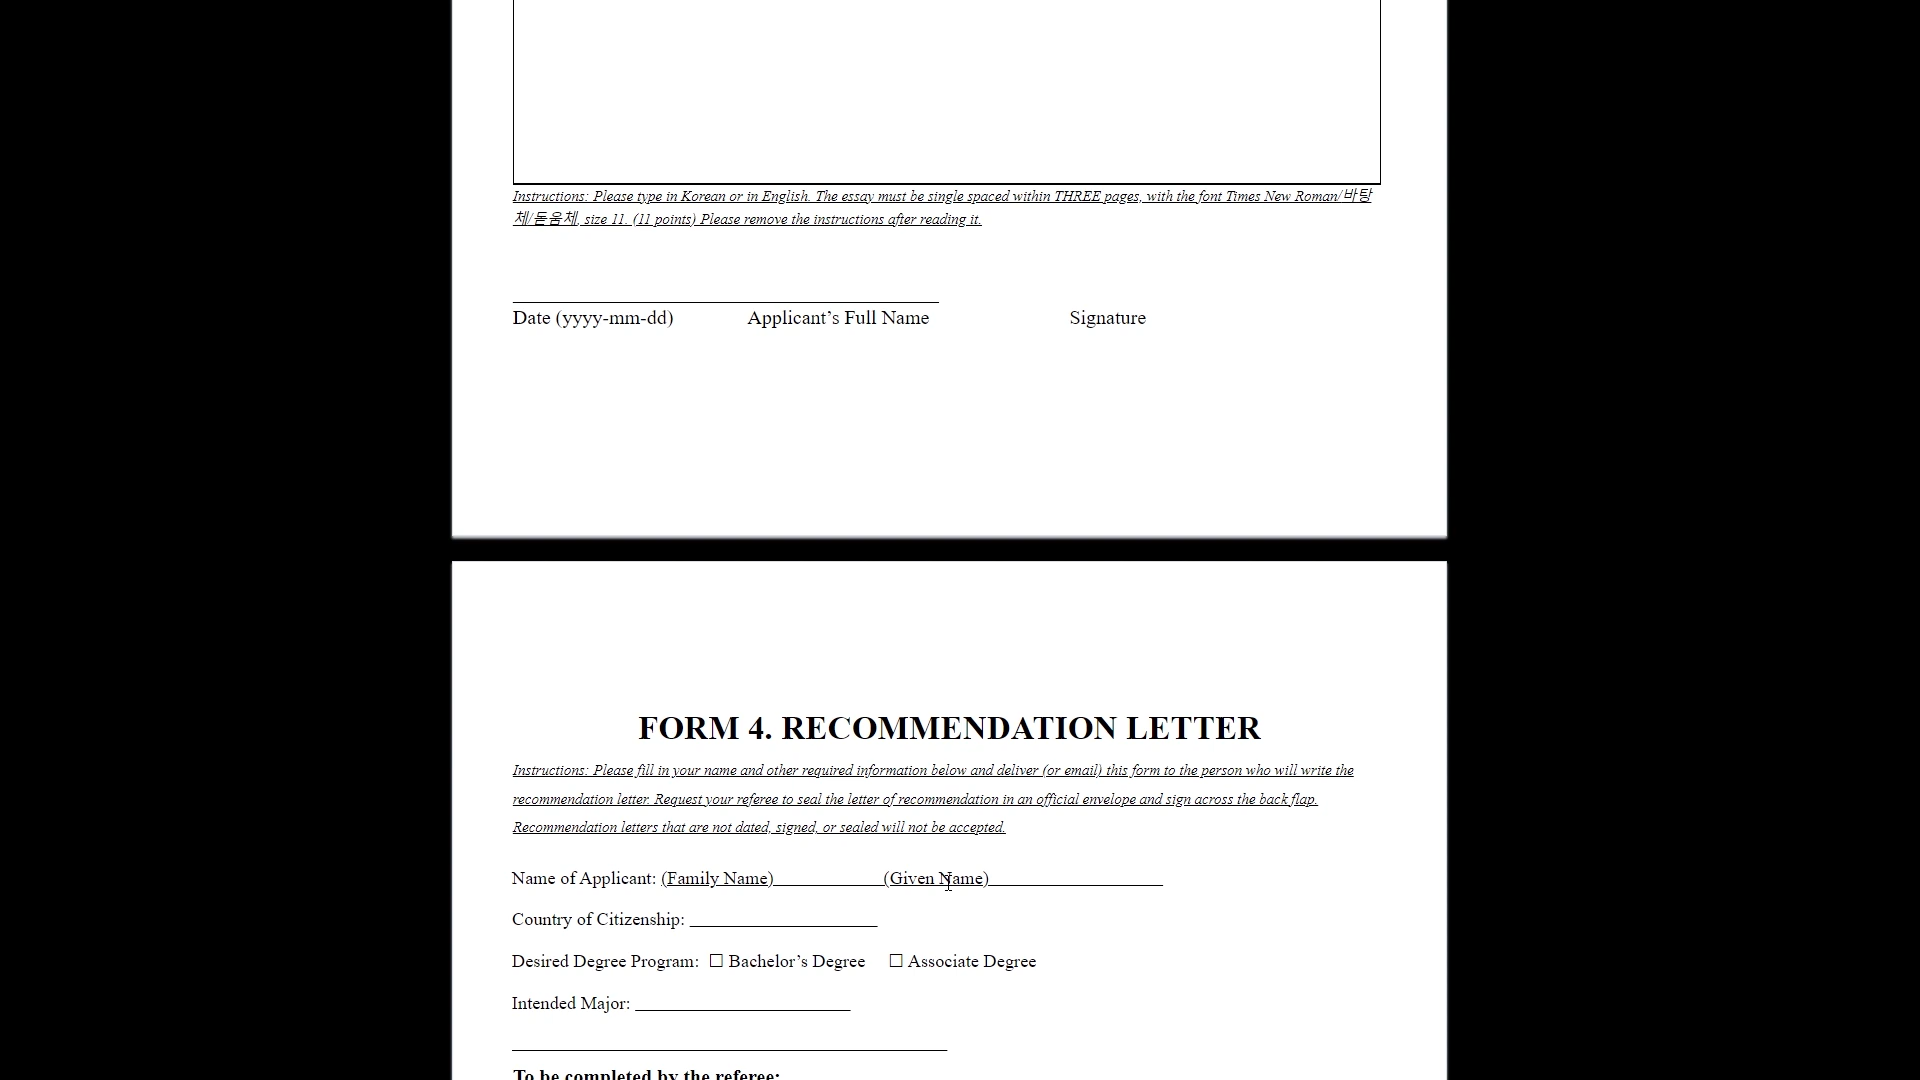 Instructions: Please type in Korean or in English. The essay must be single spaced within THREE pages, with the font Times New Roman/바탕
체/돋움체, size 11. (11 points) Please remove the instructions after reading it.
Date (yyyy-mm-dd) Applicant’s Full Name Signature
FORM 4. RECOMMENDATION LETTER
Instructions: Please fill in your name and other required information below and deliver (or email) this form to the person who will write the
recommendation letter. Request your referee to seal the letter of recommendation in an official envelope and sign across the back flap.
Recommendation letters that are not dated, signed, or sealed will not be accepted.
Name of Applicant: (Family Name)____________(Given Name)___________________
Country of Citizenship: ____________________
Desired Degree Program: ☐ Bachelor’s Degree ☐ Associate Degree
Intended Major: _______________________
To be completed by the referee: